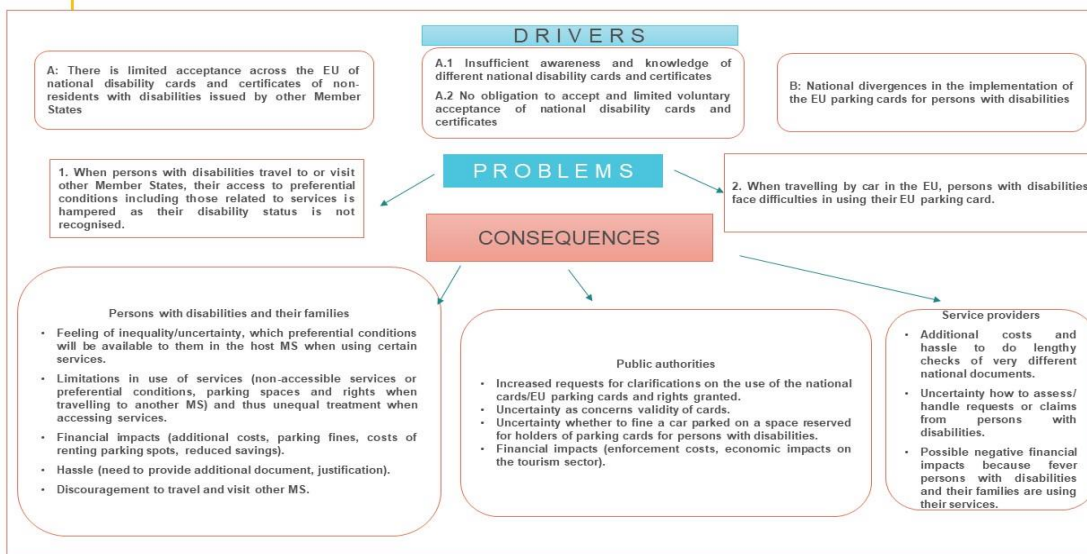 DRIVERS
A: There is limited acceptance across the EU of
national disability cards and certificates of non-
residents with disabilities issued by other Member
States
A.1 Insufficient awareness and knowledge of
different national disability cards and certificates
A.2 No obligation to accept and limited voluntary
acceptance of national disability cards and
certificates
B: National divergences in the implementation of
the EU parking cards for persons with disabilities
PROBLEMS
1. When persons with disabilities travel to or visit
other Member States, their access to preferential
conditions including those related to services is
hampered as their disability status is not
recognised.
2. When travelling by car in the EU, persons with disabilities
face difficulties in using their EU parking card.
CONSEQUENCES
Persons with disabilities and their families
• Feeling of inequality/uncertainty, which preferential conditions
will be available to them in the host MS when using certain
services.
• Limitations in use of services (non-accessible services or
preferential conditions, parking spaces and rights when
travelling to another MS) and thus unequal treatment when
accessing services.
• Financial impacts (additional costs, parking fines, costs of
renting parking spots, reduced savings).
• Hassle (need to provide additional document, justification).
• Discouragement to travel and visit other MS.
Public authorities
• Increased requests for clarifications on the use of the national
cards/EU parking cards and rights granted.
• Uncertainty as concerns validity of cards.
• Uncertainty whether to fine a car parked on a space reserved
for holders of parking cards for persons with disabilities.
• Financial impacts (enforcement costs, economic impacts on
the tourism sector).
Service providers
• Additional costs and
hassle to do lengthy
checks of very different
national documents.
• Uncertainty how to assess/
handle requests or claims
from persons with
disabilities.
• Possible negative financial
impacts because fever
persons with disabilities
and their families are using
their services.